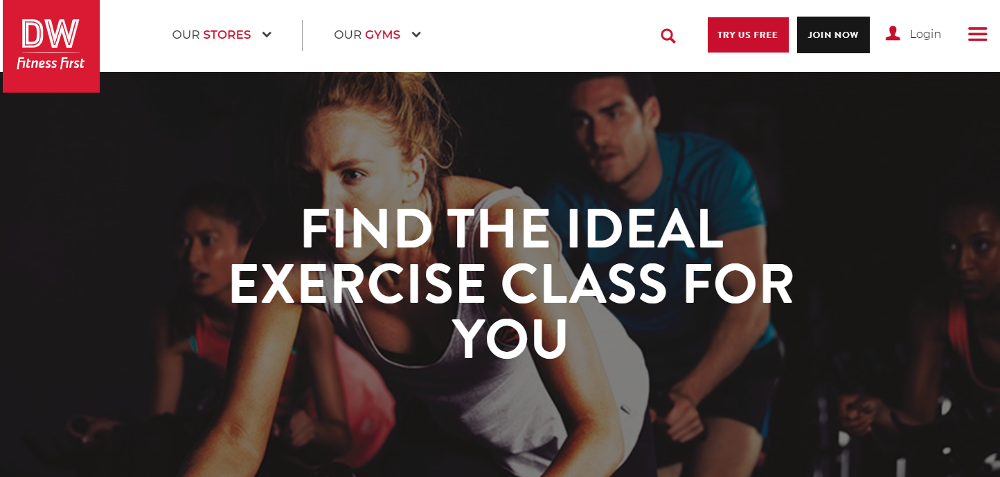 DW
Fitness First
OUR STORES
OUR GYMS
TRY US FREE
JOIN NOW
Login
FIND THE IDEAL
EXERCISE CLASS FOR
YOU